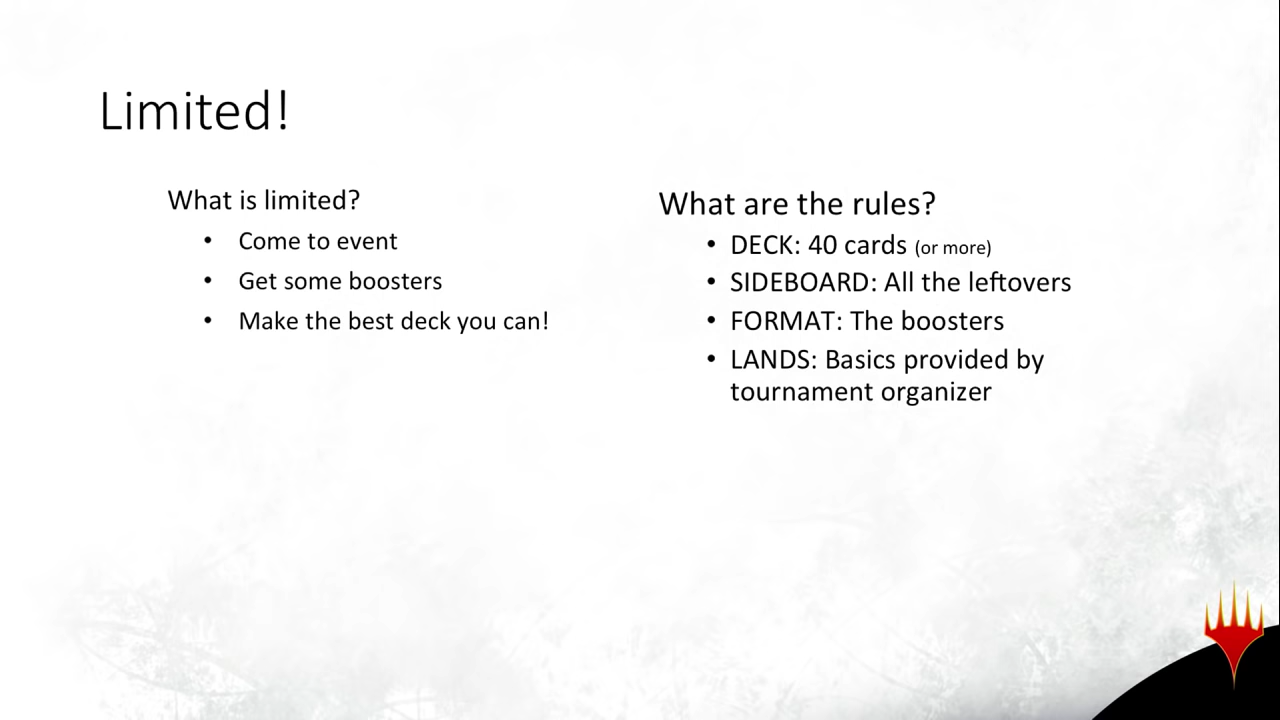 Limited!
What is limited?
• Come to event
• Get some boosters
• Make the best deck you can!
What are the rules?
• DECK: 40 cards (or more)
• SIDEBOARD: All the leftovers
• FORMAT: The boosters
• LANDS: Basics provided by
tournament organizer